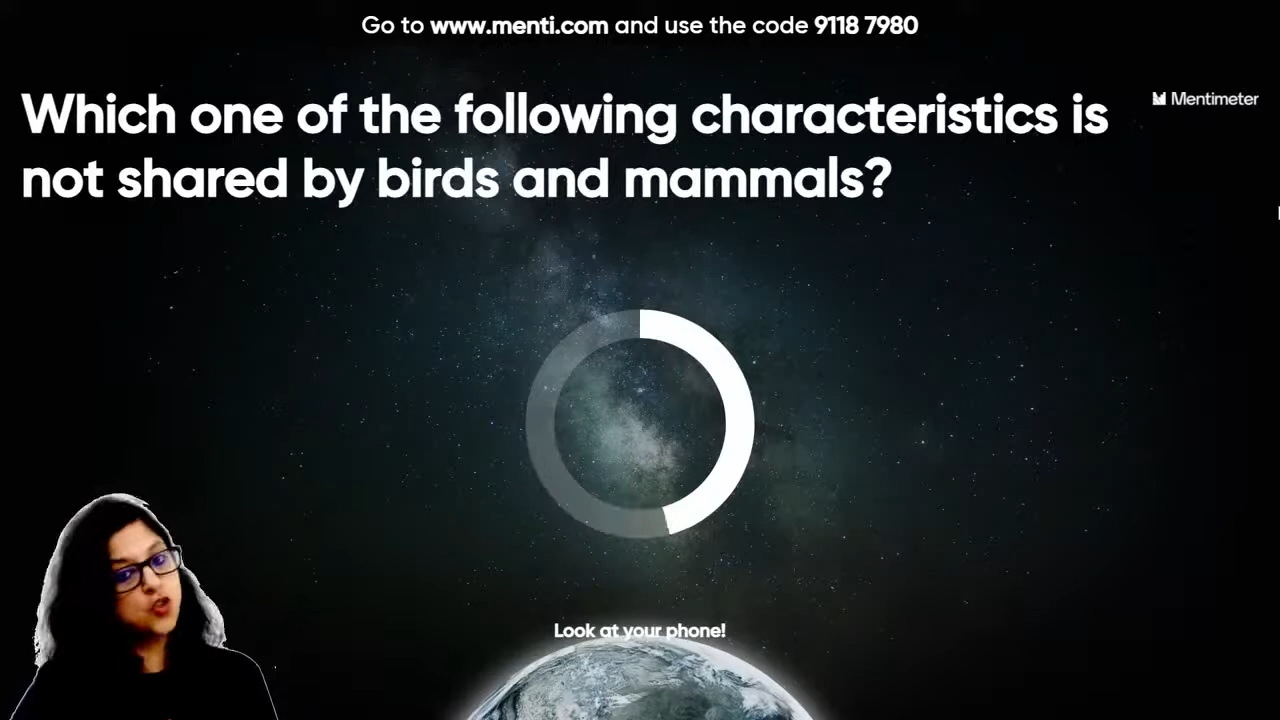 Go to www.menti.com and use the code 9118 7980
Which one of the following characteristics is
not shared by birds and mammals?
Mentimeter
Look at your phone!